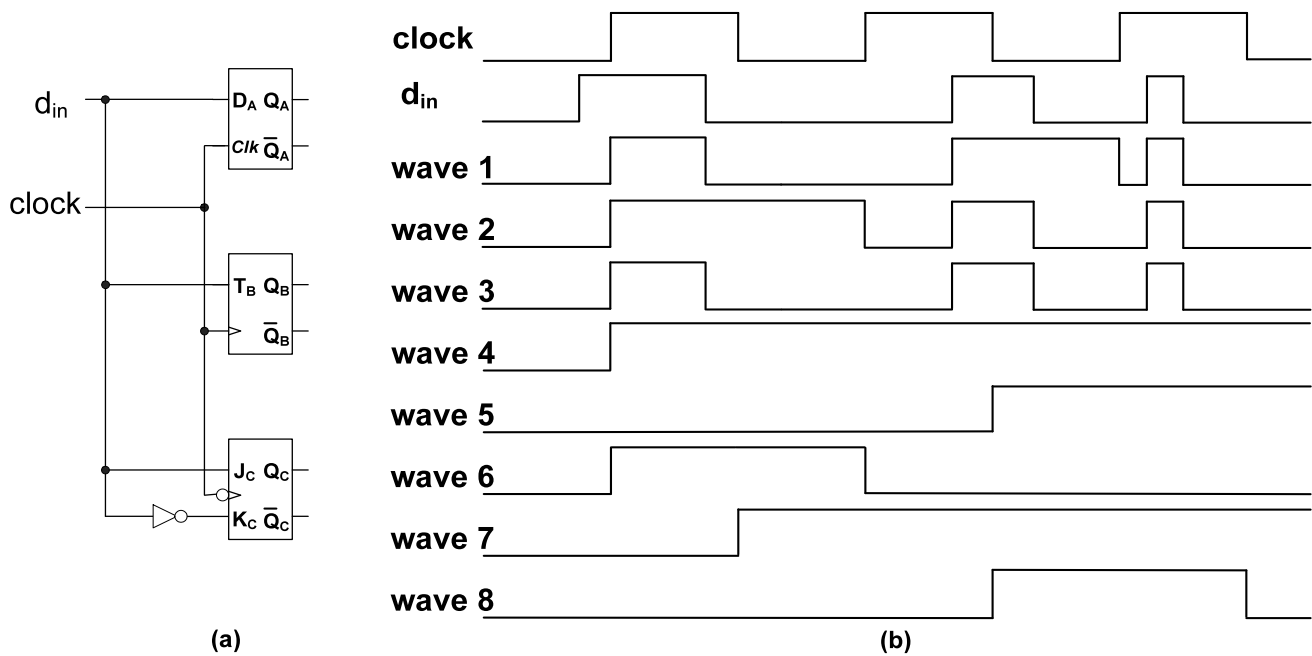 d_in
clock
D_A Q_A
Clk Q̅_A
T_B Q_B
Q̅_B
J_C Q_C
K_C Q̅_C
(a)
clock
d_in
wave 1
wave 2
wave 3
wave 4
wave 5
wave 6
wave 7
wave 8
(b)